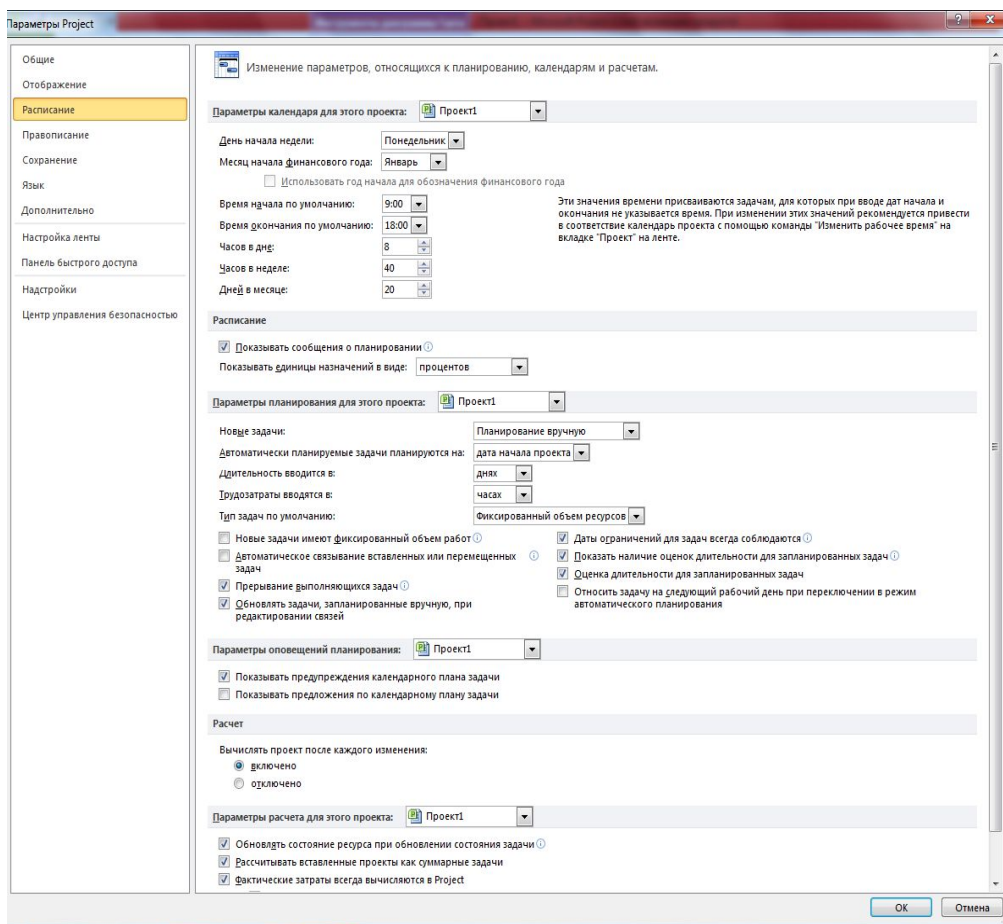 Параметры Project
Общие
Отображение
Расписание
Правописание
Сохранение
Язык
Дополнительно
Настройка ленты
Панель быстрого доступа
Надстройки
Центр управления безопасностью
Изменение параметров, относящихся к планированию, календарям и расчетам.
Параметры календаря для этого проекта: Проект1
День начала недели: Понедельник
Месяц начала финансового года: Январь
Использовать год начала для обозначения финансового года
Время начала по умолчанию: 9:00
Время окончания по умолчанию: 18:00
Часов в дне: 8
Часов в неделе: 40
Дней в месяце: 20
Эти значения времени присваиваются задачам, для которых при вводе дат начала и
окончания не указывается время. При изменении этих значений рекомендуется привести
в соответствие календарь проекта с помощью команды "Изменить рабочее время" на
вкладке "Проект" на ленте.
Расписание
Показывать сообщения о планировании
Показывать единицы назначений в виде: процентов
Параметры планирования для этого проекта: Проект1
Новые задачи: Планирование вручную
Автоматически планируемые задачи планируются на: дата начала проекта
Длительность вводится в: днях
Трудозатраты вводятся в: часах
Тип задач по умолчанию: Фиксированный объем ресурсов
Новые задачи имеют фиксированный объем работ
Автоматическое связывание вставленных или перемещенных
задач
Прерывание выполняющихся задач
Обновлять задачи, запланированные вручную, при
редактировании связей
Даты ограничений для задач всегда соблюдаются
Показать наличие оценок длительности для запланированных задач
Оценка длительности для запланированных задач
Относить задачу на следующий рабочий день при переключении в режим
автоматического планирования
Параметры оповещений планирования: Проект1
Показывать предупреждения календарного плана задачи
Показывать предложения по календарному плану задачи
Расчет
Вычислять проект после каждого изменения:
включено
отключено
Параметры расчета для этого проекта: Проект1
Обновлять состояние ресурса при обновлении состояния задачи
Рассчитывать вставленные проекты как суммарные задачи
Фактические затраты всегда вычисляются в Project
ОК
Отмена